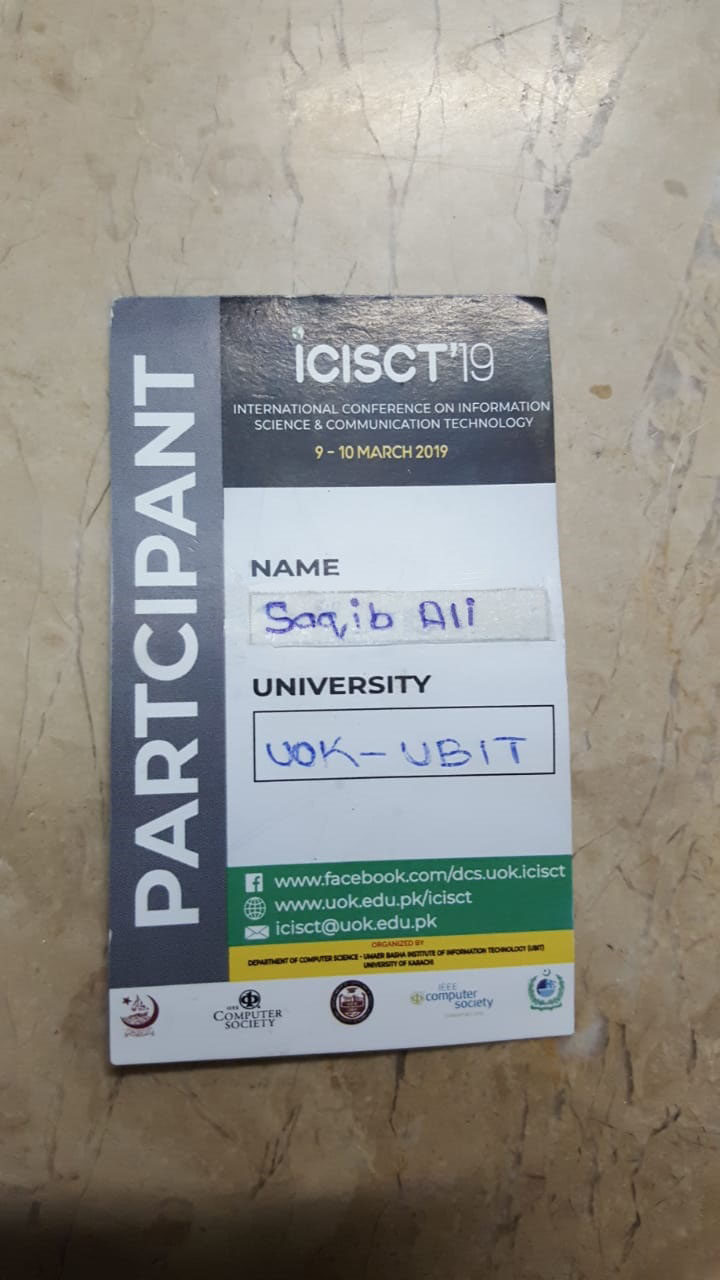 PARTCIPANT
iCISCT'19
INTERNATIONAL CONFERENCE ON INFORMATION
SCIENCE & COMMUNICATION TECHNOLOGY
9 - 10 MARCH 2019
NAME
Saqib Ali
UNIVERSITY
UOK - UBIT
www.facebook.com/dcs.uok.icisct
www.uok.edu.pk/icisct
icisct@uok.edu.pk
ORGANIZED BY
DEPARTMENT OF COMPUTER SCIENCE - UMAER BASHA INSTITUTE OF INFORMATION TECHNOLOGY (UBIT)
UNIVERSITY OF KARACHI
IEEE
COMPUTER
SOCIETY
IEEE
computer
society